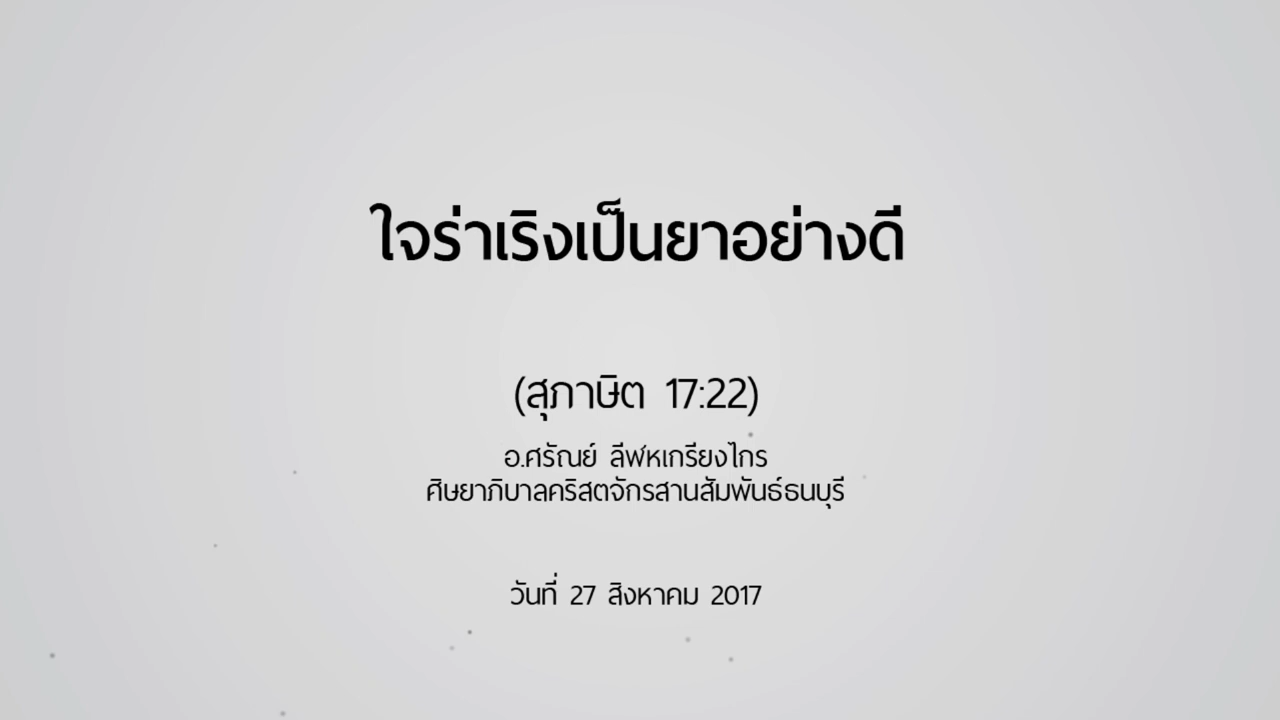 ใจร่าเริงเป็นยาอย่างดี
(สุภาษิต 17:22)
อ.ศรัณย์ ลีฬหเกรียงไกร
ศิษยาภิบาลคริสตจักรสานสัมพันธ์ธนบุรี
วันที่ 27 สิงหาคม 2017